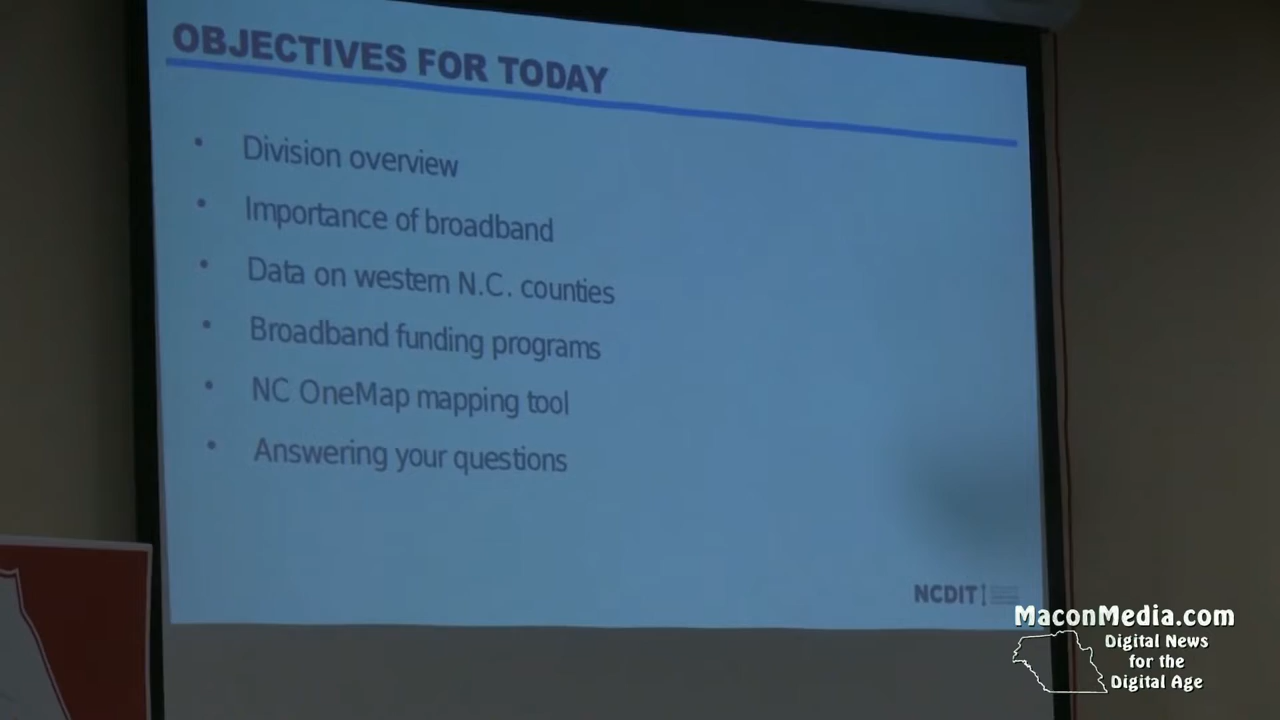 OBJECTIVES FOR TODAY
• Division overview
• Importance of broadband
• Data on western N.C. counties
• Broadband funding programs
• NC OneMap mapping tool
• Answering your questions
NCDIT
MaconMedia.com
Digital News
for the
Digital Age